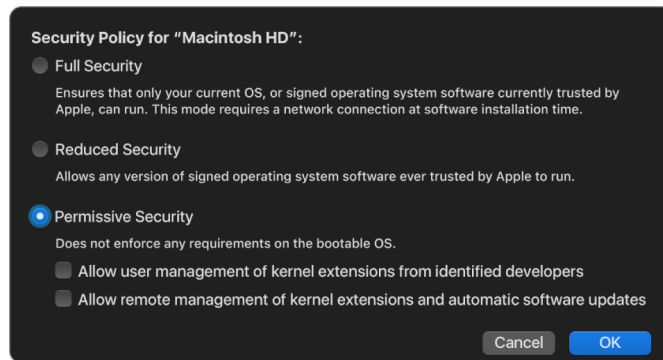 Security Policy for “Macintosh HD”:
Full Security
Ensures that only your current OS, or signed operating system software currently trusted by
Apple, can run. This mode requires a network connection at software installation time.
Reduced Security
Allows any version of signed operating system software ever trusted by Apple to run.
Permissive Security
Does not enforce any requirements on the bootable OS.
Allow user management of kernel extensions from identified developers
Allow remote management of kernel extensions and automatic software updates
Cancel OK